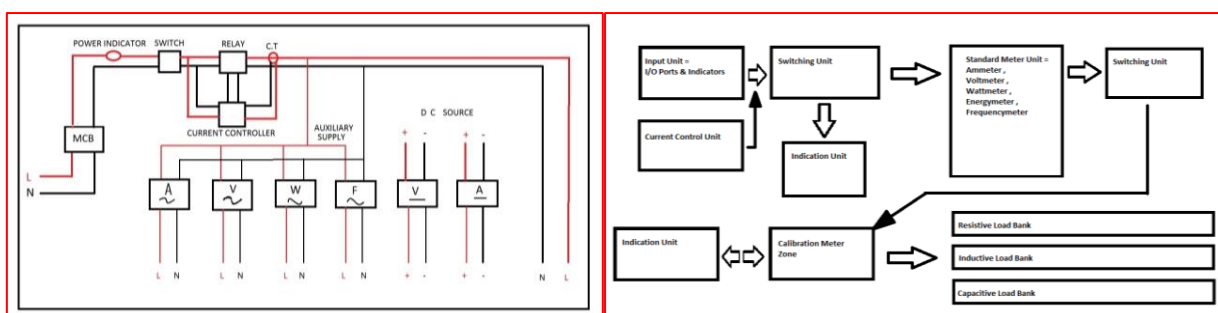 POWER INDICATOR
SWITCH
RELAY
C.T
CURRENT CONTROLLER
MCB
L
N
AUXILIARY
SUPPLY
D C SOURCE
+ - + -
A V W F V A
L N L N L N L N + - + - N L
Input Unit =
I/O Ports & Indicators
Switching Unit
Standard Meter Unit =
Ammeter ,
Voltmeter ,
Wattmeter ,
Energymeter ,
Frequencymeter
Switching Unit
Current Control Unit
Indication Unit
Indication Unit
Calibration Meter
Zone
Resistive Load Bank
Inductive Load Bank
Capacitive Load Bank